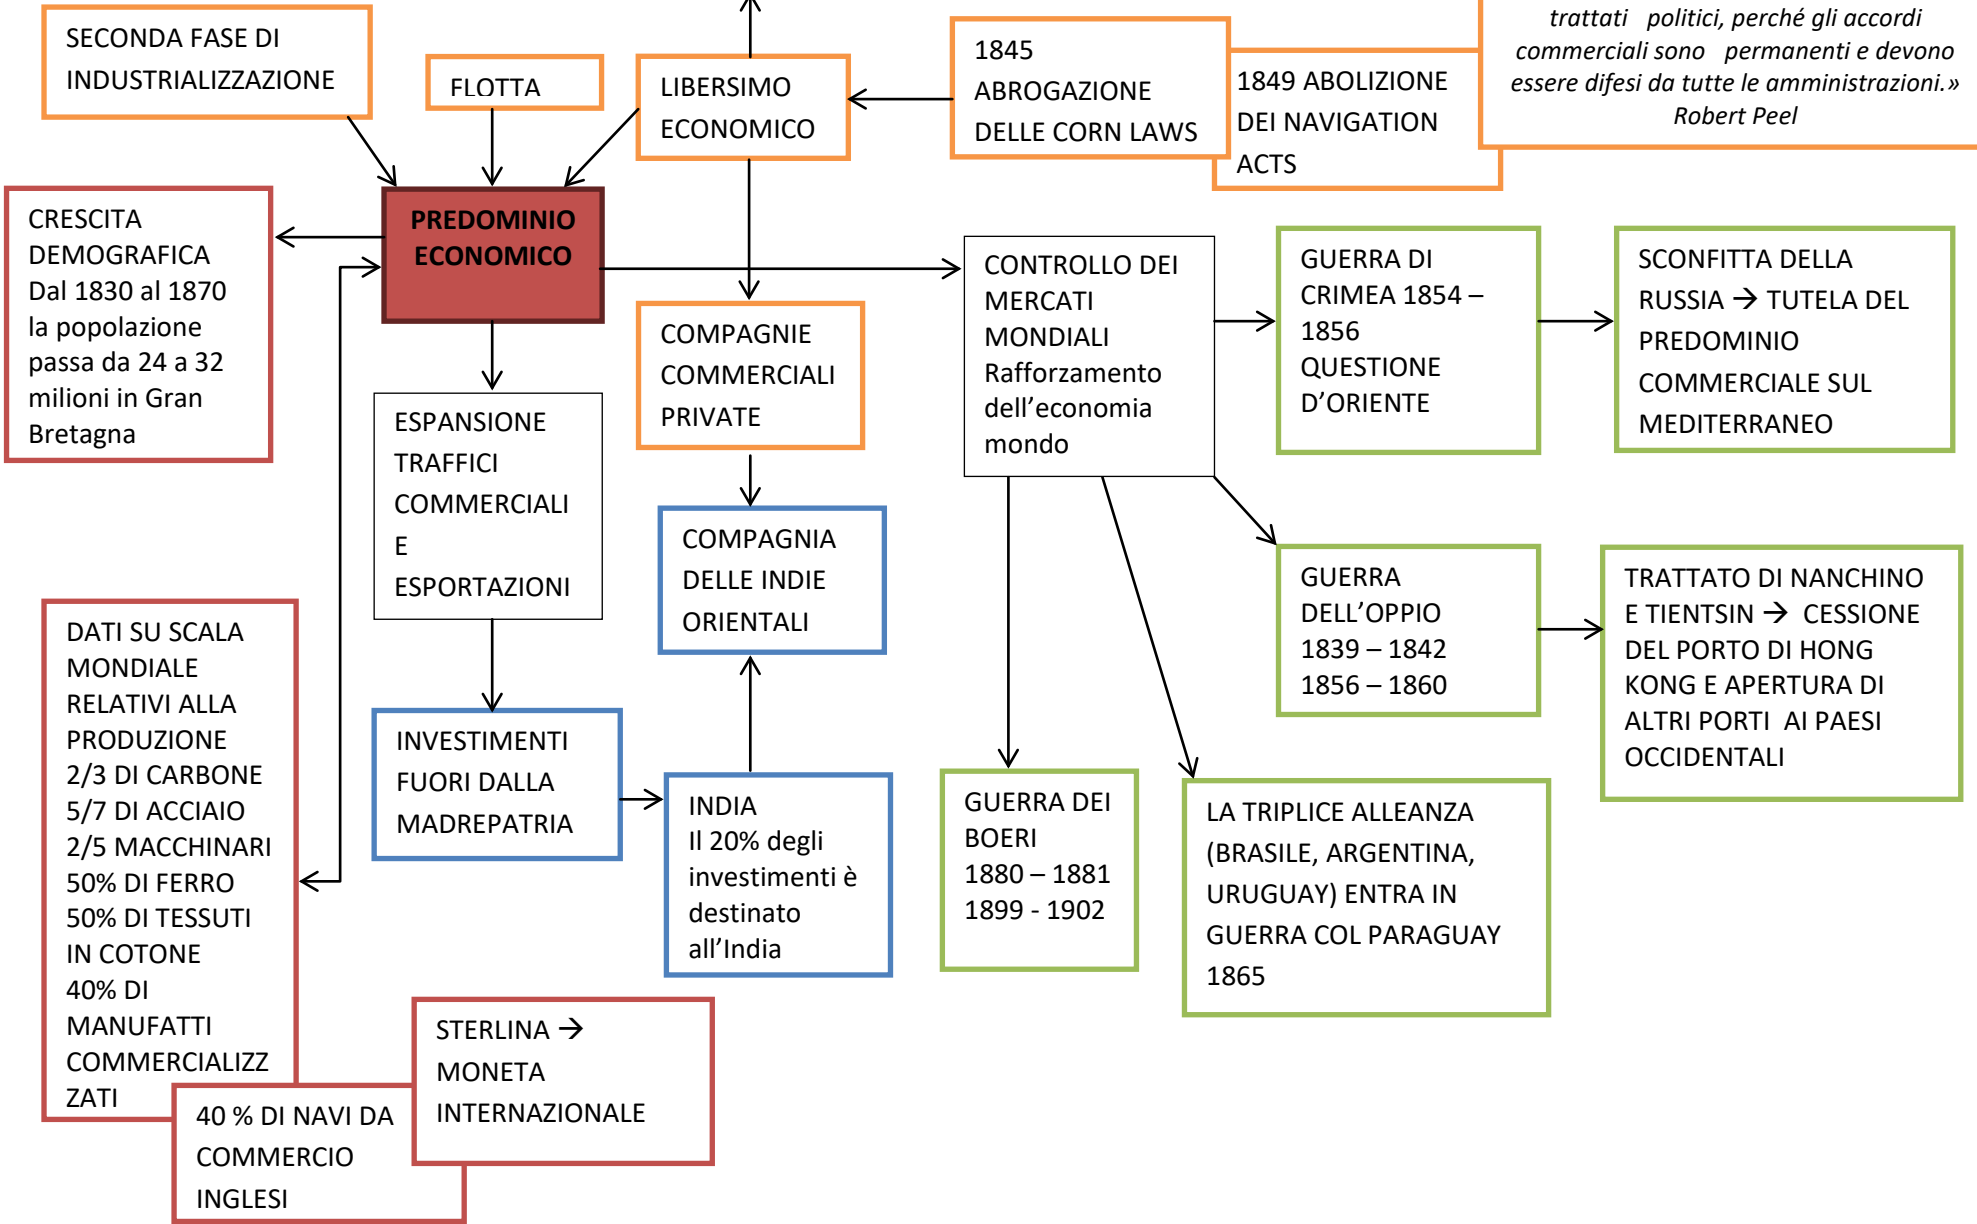 trattati politici, perché gli accordi
commerciali sono permanenti e devono
essere difesi da tutte le amministrazioni.»
Robert Peel
SECONDA FASE DI
INDUSTRIALIZZAZIONE
FLOTTA
LIBERSIMO
ECONOMICO
1845
ABROGAZIONE
DELLE CORN LAWS
1849 ABOLIZIONE
DEI NAVIGATION
ACTS
CRESCITA
DEMOGRAFICA
Dal 1830 al 1870
la popolazione
passa da 24 a 32
milioni in Gran
Bretagna
PREDOMINIO
ECONOMICO
COMPAGNIE
COMMERCIALI
PRIVATE
CONTROLLO DEI
MERCATI
MONDIALI
Rafforzamento
dell’economia
mondo
GUERRA DI
CRIMEA 1854 –
1856
QUESTIONE
D’ORIENTE
SCONFITTA DELLA
RUSSIA → TUTELA DEL
PREDOMINIO
COMMERCIALE SUL
MEDITERRANEO
ESPANSIONE
TRAFFICI
COMMERCIALI
E
ESPORTAZIONI
COMPAGNIA
DELLE INDIE
ORIENTALI
GUERRA
DELL’OPPIO
1839 – 1842
1856 – 1860
TRATTATO DI NANCHINO
E TIENTSIN → CESSIONE
DEL PORTO DI HONG
KONG E APERTURA DI
ALTRI PORTI AI PAESI
OCCIDENTALI
DATI SU SCALA
MONDIALE
RELATIVI ALLA
PRODUZIONE
2/3 DI CARBONE
5/7 DI ACCIAIO
2/5 MACCHINARI
50% DI FERRO
50% DI TESSUTI
IN COTONE
40% DI
MANUFATTI
COMMERCIALIZZ
ZATI
INVESTIMENTI
FUORI DALLA
MADREPATRIA
INDIA
Il 20% degli
investimenti è
destinato
all’India
GUERRA DEI
BOERI
1880 – 1881
1899 - 1902
LA TRIPLICE ALLEANZA
(BRASILE, ARGENTINA,
URUGUAY) ENTRA IN
GUERRA COL PARAGUAY
1865
STERLINA →
MONETA
INTERNAZIONALE
40 % DI NAVI DA
COMMERCIO
INGLESI